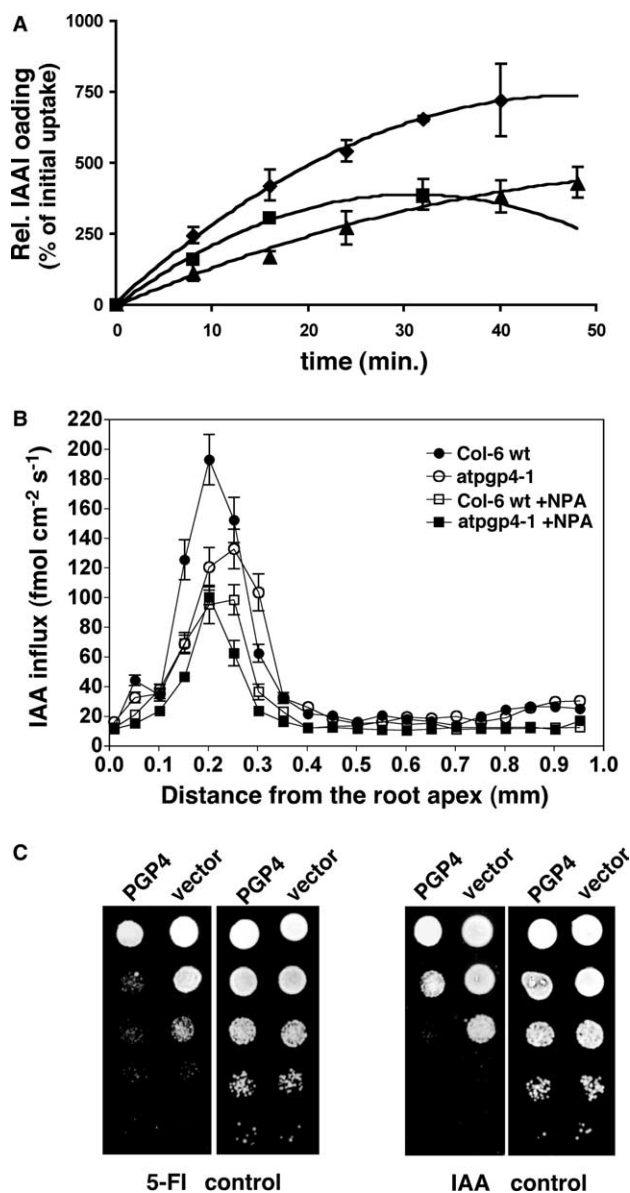 A
1000
750
500
250
0
Rel. IAAl oading
(% of initial uptake)
0 10 20 30 40 50
time (min.)
B
220
200
180
160
140
120
100
80
60
40
20
0
IAA influx (fmol cm-2 s-1)
Col-6 wt
atpgp4-1
Col-6 wt +NPA
atpgp4-1 +NPA
0.0 0.1 0.2 0.3 0.4 0.5 0.6 0.7 0.8 0.9 1.0
Distance from the root apex (mm)
C
PGP4 vector PGP4 vector PGP4 vector PGP4 vector
5-FI control IAA control